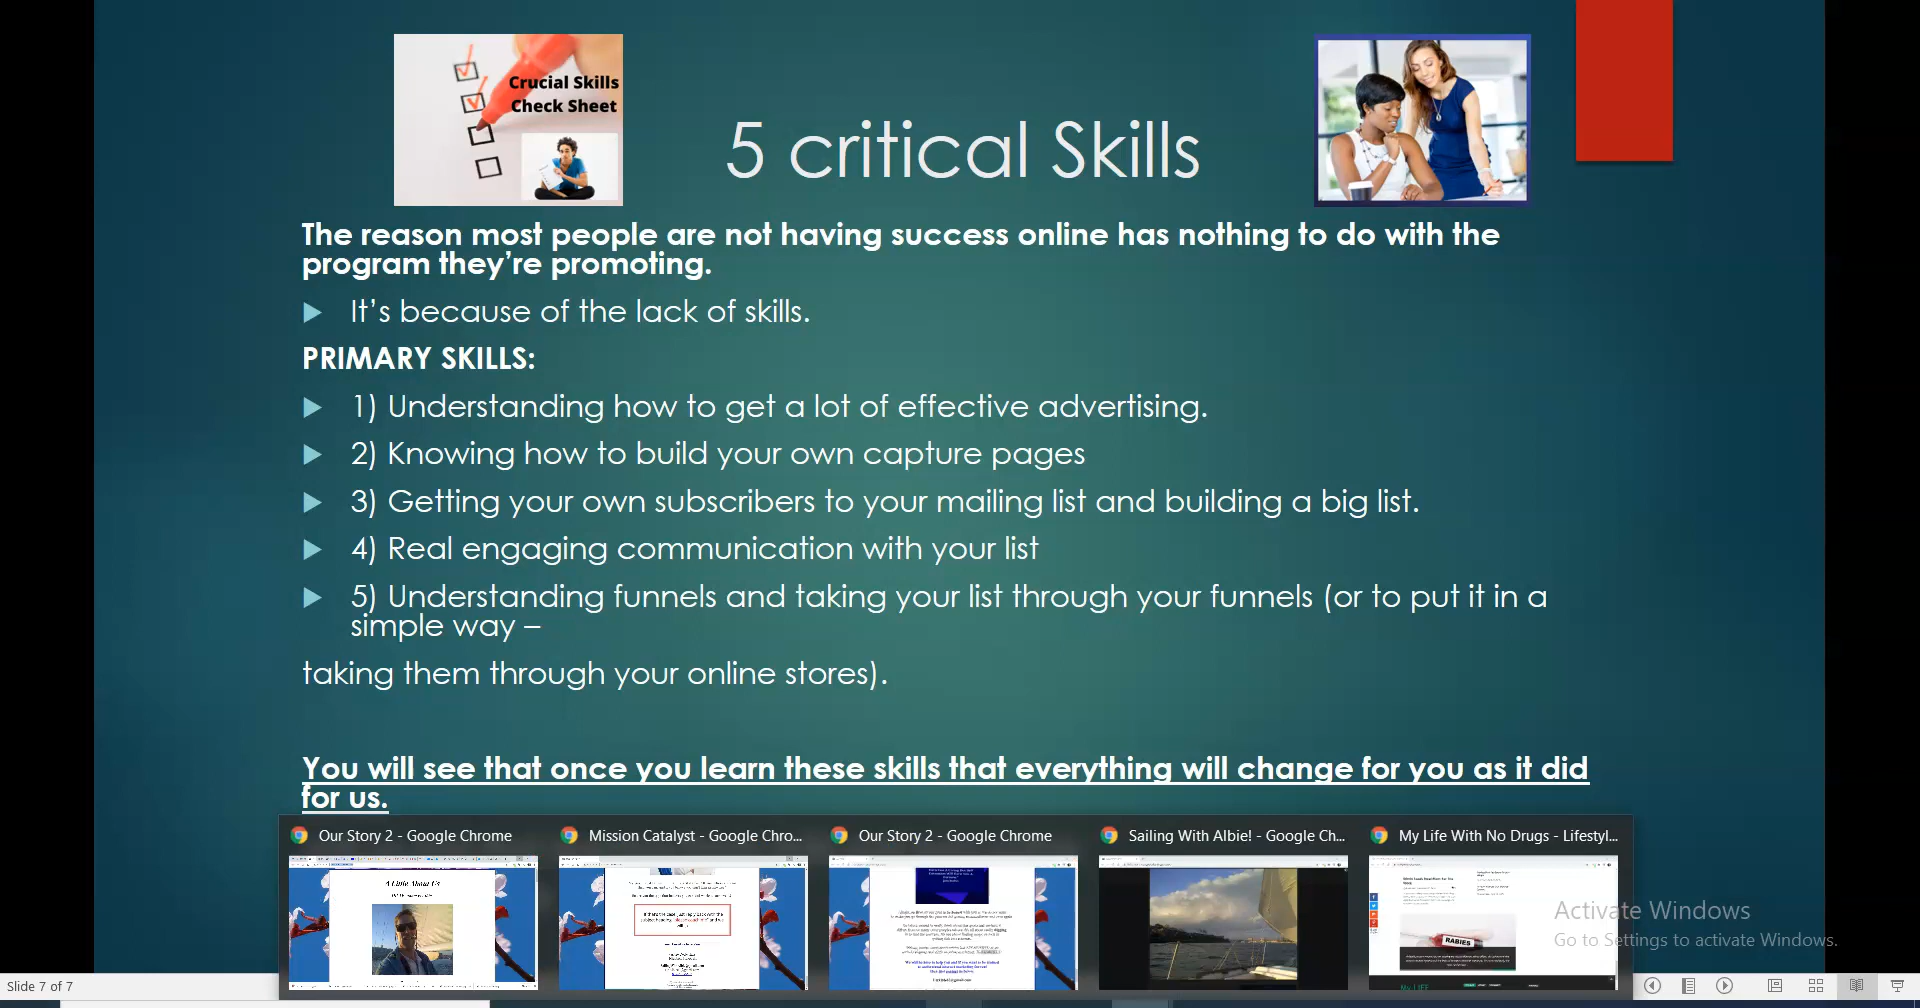 Crucial Skills
Check Sheet
5 critical Skills
The reason most people are not having success online has nothing to do with the
program they're promoting.
It's because of the lack of skills.
PRIMARY SKILLS:
1) Understanding how to get a lot of effective advertising.
2) Knowing how to build your own capture pages
3) Getting your own subscribers to your mailing list and building a big list.
4) Real engaging communication with your list
5) Understanding funnels and taking your list through your funnels (or to put it in a
simple way –
taking them through your online stores).
You will see that once you learn these skills that everything will change for you as it did
for us.
Our Story 2 - Google Chrome
Mission Catalyst - Google Chro...
Our Story 2 - Google Chrome
Sailing With Albie! - Google Ch...
My Life With No Drugs - Lifestyl...
A Little About Us
RABIES
Activate Windows
Go to Settings to activate Windows.
Slide 7 of 7